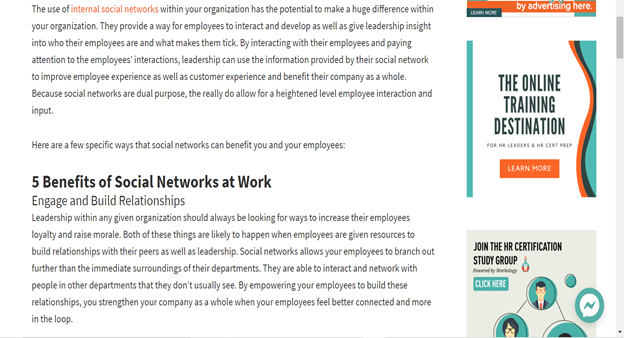 The use of internal social networks within your organization has the potential to make a huge difference within
your organization. They provide a way for employees to interact and develop as well as give leadership insight
into who their employees are and what makes them tick. By interacting with their employees and paying
attention to the employees' interactions, leadership can use the information provided by their social network
to improve employee experience as well as customer experience and benefit their company as a whole.
Because social networks are dual purpose, the really do allow for a heightened level employee interaction and
input.
Here are a few specific ways that social networks can benefit you and your employees:
5 Benefits of Social Networks at Work
Engage and Build Relationships
Leadership within any given organization should always be looking for ways to increase their employees
loyalty and raise morale. Both of these things are likely to happen when employees are given resources to
build relationships with their peers as well as leadership. Social networks allows your employees to branch out
further than the immediate surroundings of their departments. They are able to interact and network with
people in other departments that they don't usually see. By empowering your employees to build these
relationships, you strengthen your company as a whole when your employees feel better connected and more
in the loop.
by advertising here.
LEARN MORE
THE ONLINE
TRAINING
DESTINATION
FOR HR LEADERS & HR CERT PREP
LEARN MORE
JOIN THE HR CERTIFICATION
STUDY GROUP
Powered by Workology
CLICK HERE